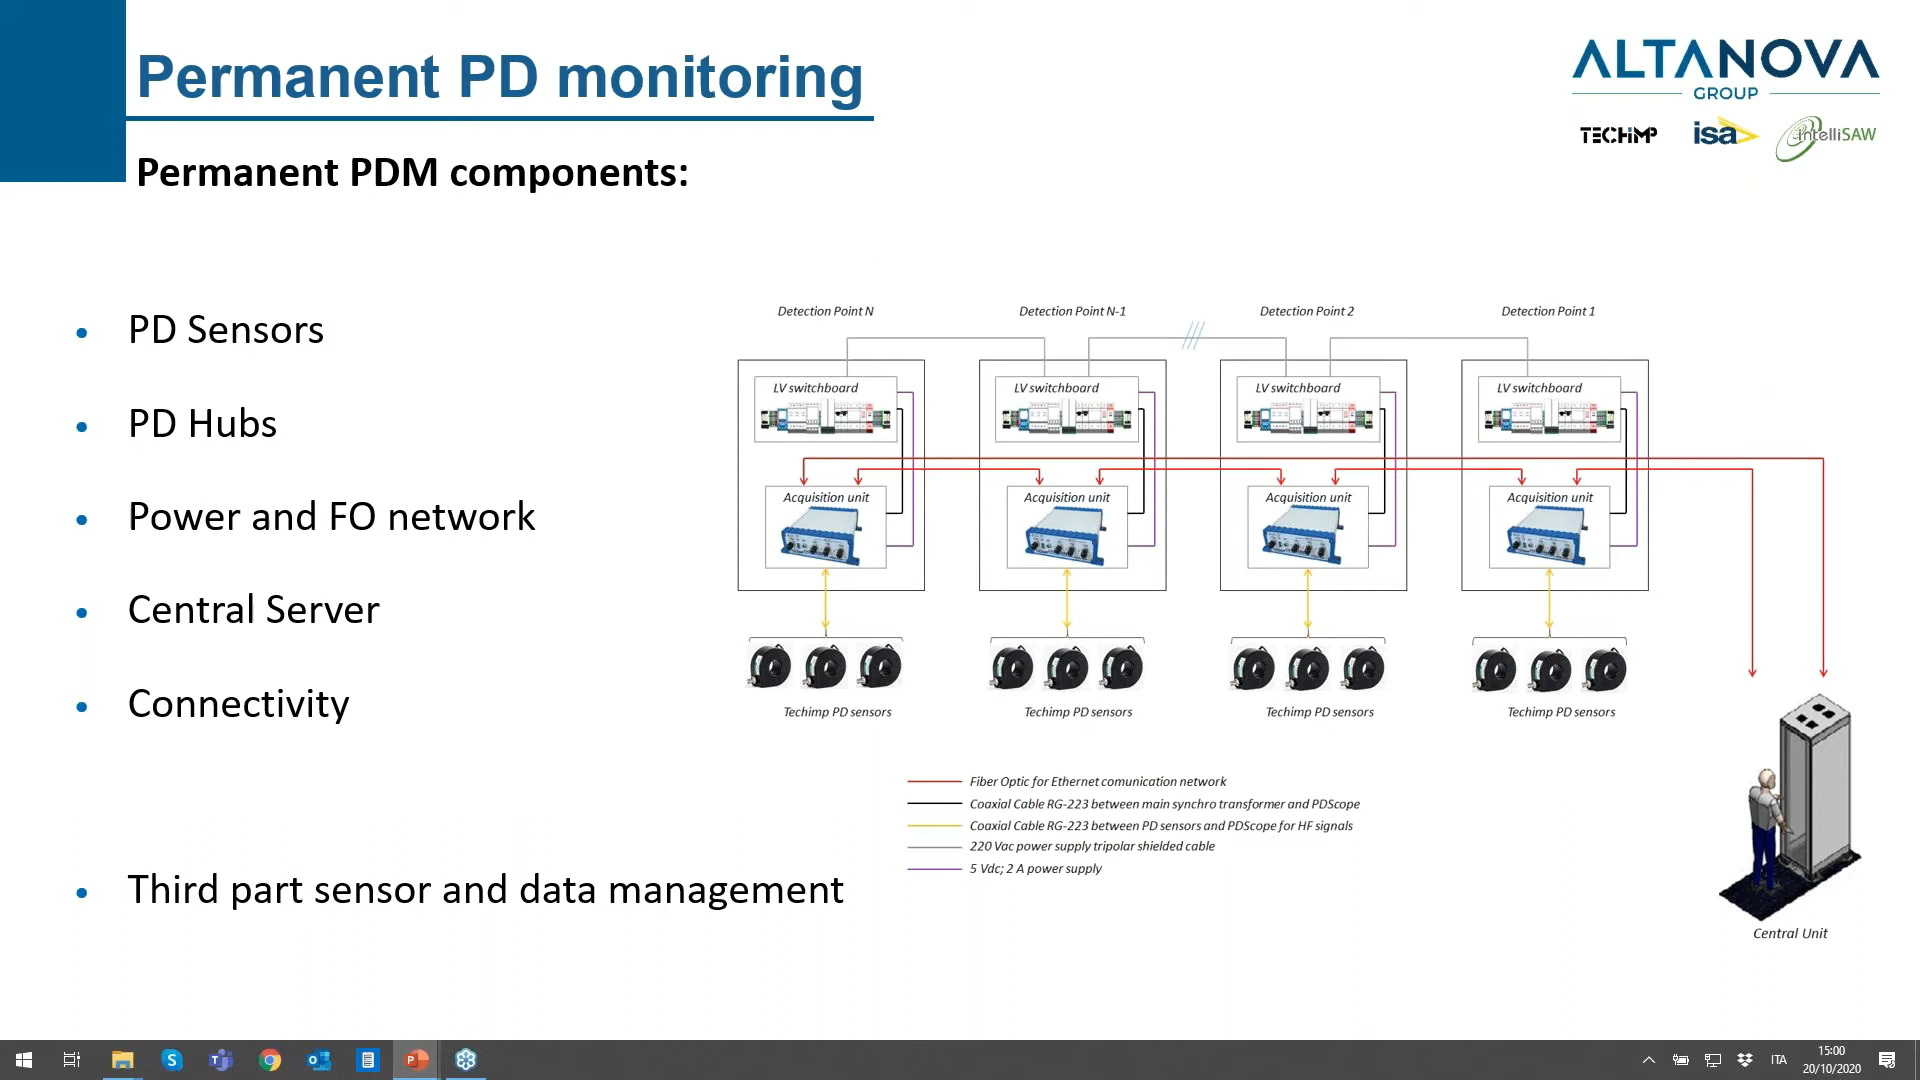 Permanent PD monitoring
ALTANOVA
GROUP
TECHIMP
isa
intelliSAW
Permanent PDM components:
• PD Sensors
• PD Hubs
• Power and FO network
• Central Server
• Connectivity
• Third part sensor and data management
Detection Point N
Detection Point N-1
Detection Point 2
Detection Point 1
LV switchboard
LV switchboard
LV switchboard
LV switchboard
Acquisition unit
Acquisition unit
Acquisition unit
Acquisition unit
Techimp PD sensors
Techimp PD sensors
Techimp PD sensors
Techimp PD sensors
Fiber Optic for Ethernet comunication network
Coaxial Cable RG-223 between main synchro transformer and PDScope
Coaxial Cable RG-223 between PD sensors and PDScope for HF signals
220 Vac power supply tripolar shielded cable
5 Vdc; 2 A power supply
Central Unit
ITA
15:00
20/10/2020